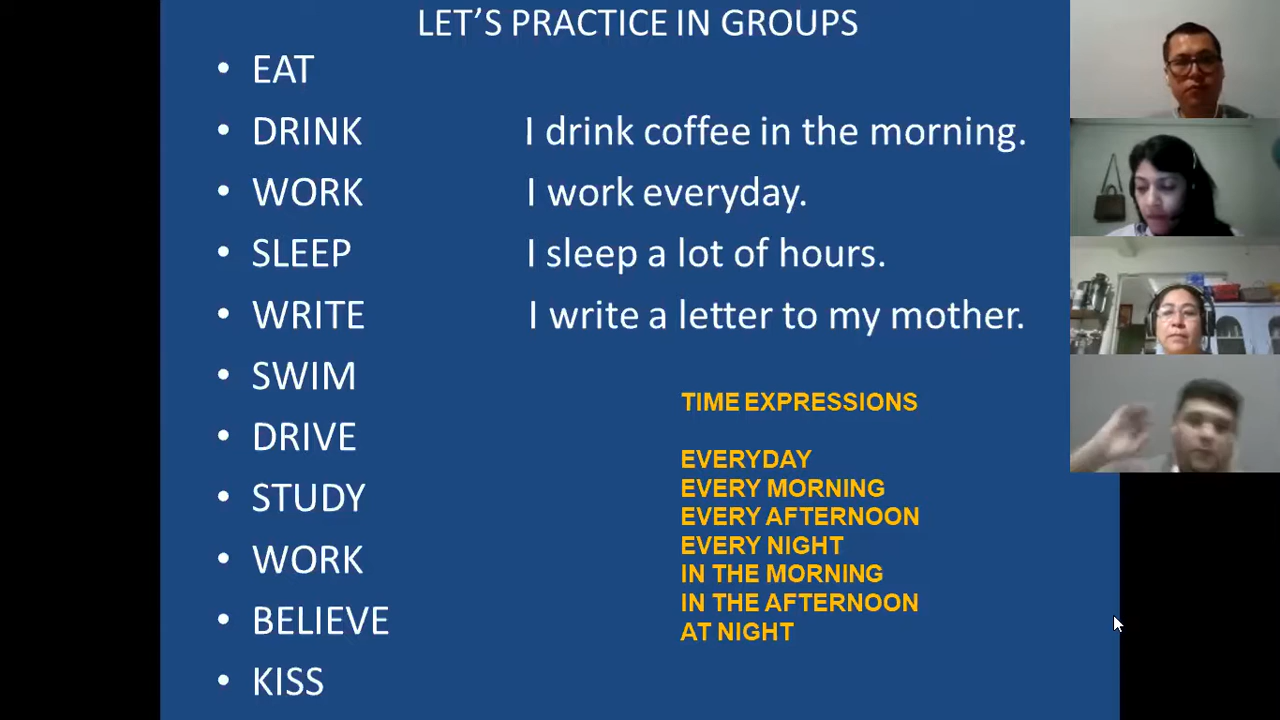 LET’S PRACTICE IN GROUPS
• EAT
• DRINK I drink coffee in the morning.
• WORK I work everyday.
• SLEEP I sleep a lot of hours.
• WRITE I write a letter to my mother.
• SWIM
• DRIVE
• STUDY
• WORK
• BELIEVE
• KISS
TIME EXPRESSIONS
EVERYDAY
EVERY MORNING
EVERY AFTERNOON
EVERY NIGHT
IN THE MORNING
IN THE AFTERNOON
AT NIGHT